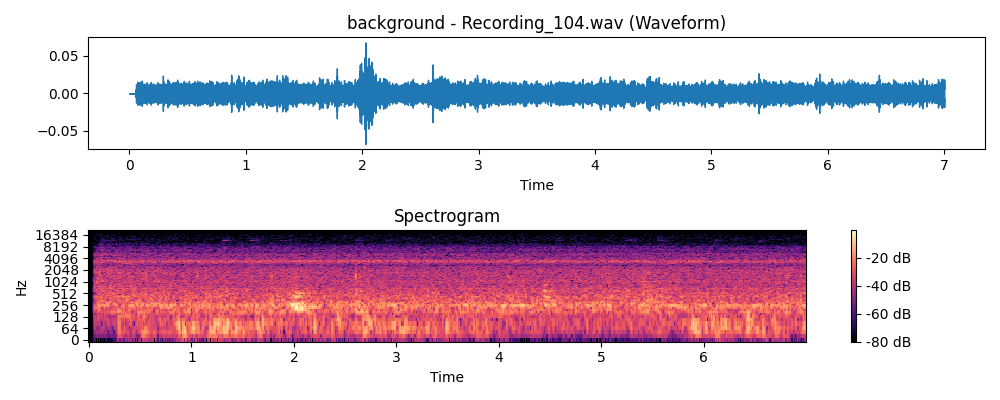 background - Recording_104.wav (Waveform)
0.05
0.00
−0.05
0 1 2 3 4 5 6 7
Time
Spectrogram
16384
8192
4096
2048
1024
512
256
128
64
0
Hz
0 1 2 3 4 5 6
Time
-20 dB
-40 dB
-60 dB
-80 dB